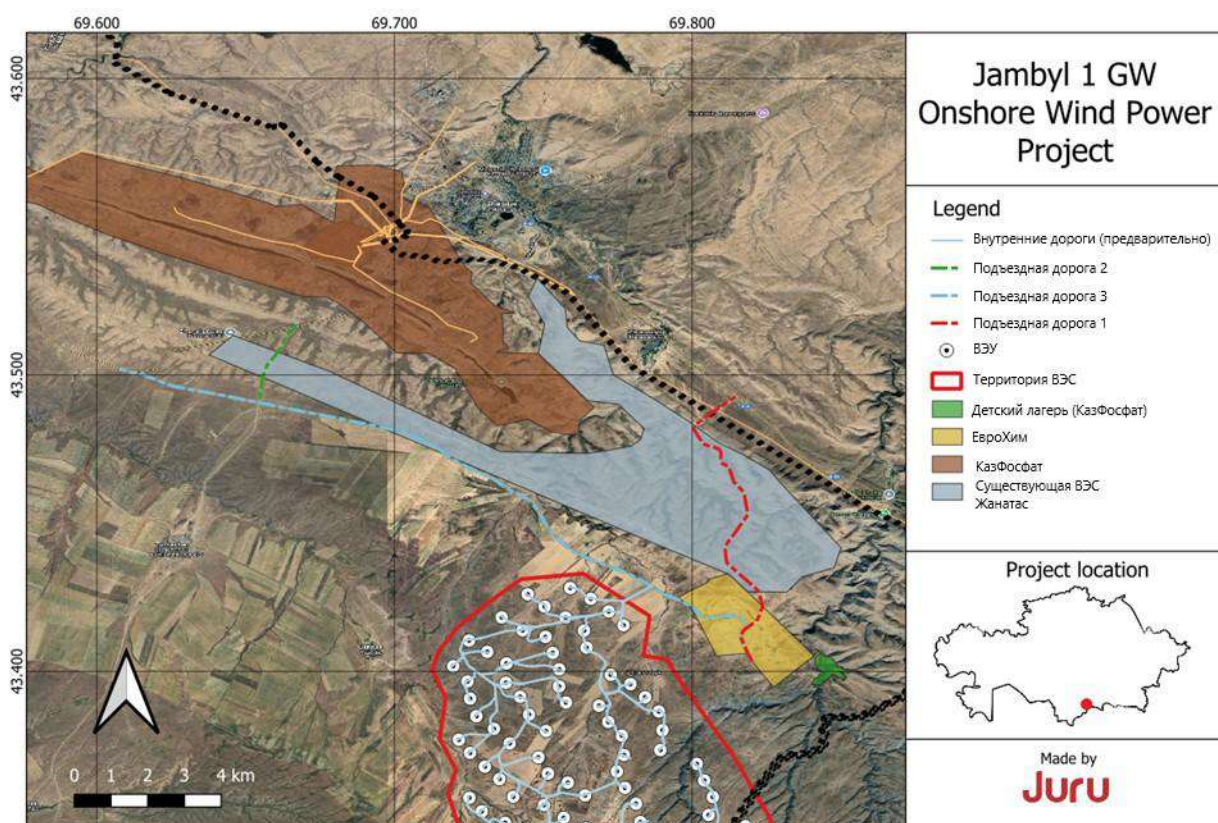 69.600
69.700
69.800
43.600
43.500
43.400
0 1 2 3 4 km
Jambyl 1 GW
Onshore Wind Power
Project
Legend
Внутренние дороги (предварительно)
Подъездная дорога 2
Подъездная дорога 3
Подъездная дорога 1
ВЭУ
Территория ВЭС
Детский лагерь (КазФосфат)
ЕвроХим
КазФосфат
Существующая ВЭС
Жанатас
Project location
Made by
Juru